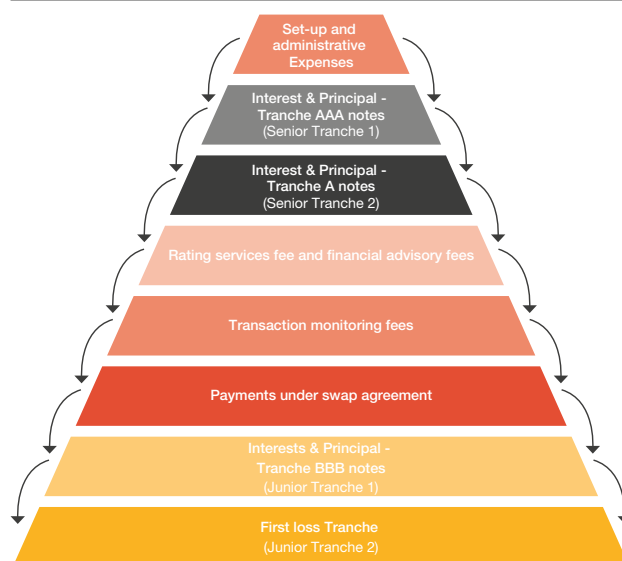 Set-up and
administrative
Expenses
Interest & Principal -
Tranche AAA notes
(Senior Tranche 1)
Interest & Principal -
Tranche A notes
(Senior Tranche 2)
Rating services fee and financial advisory fees
Transaction monitoring fees
Payments under swap agreement
Interests & Principal -
Tranche BBB notes
(Junior Tranche 1)
First loss Tranche
(Junior Tranche 2)